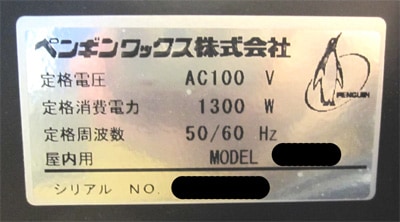 ペンギンワックス株式会社
定格電圧 AC100 V
定格消費電力 1300 W
定格周波数 50/60 Hz
屋内用 MODEL
シリアル NO.
PENGUIN